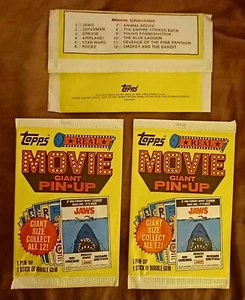 Movie Checklist
1. JAWS
2. SUPERMAN
3. GREASE
4. AIRPLANE!
5. STAR WARS
6. ROCKY
7. ANIMAL HOUSE
8. THE EMPIRE STRIKES BACK
9. YOUNG FRANKENSTEIN
10. THE BLUE LAGOON
11. REVENGE OF THE PINK PANTHER
12. SMOKEY AND THE BANDIT
Topps
Topps
REAL
MOVIE
GIANT
PIN-UP
GIANT
SIZE
COLLECT
ALL 12!
JAWS
1 PIN-UP
1 STICK OF BUBBLE GUM
Topps
REAL
MOVIE
GIANT
PIN-UP
GIANT
SIZE
COLLECT
ALL 12!
JAWS
1 PIN-UP
1 STICK OF BUBBLE GUM